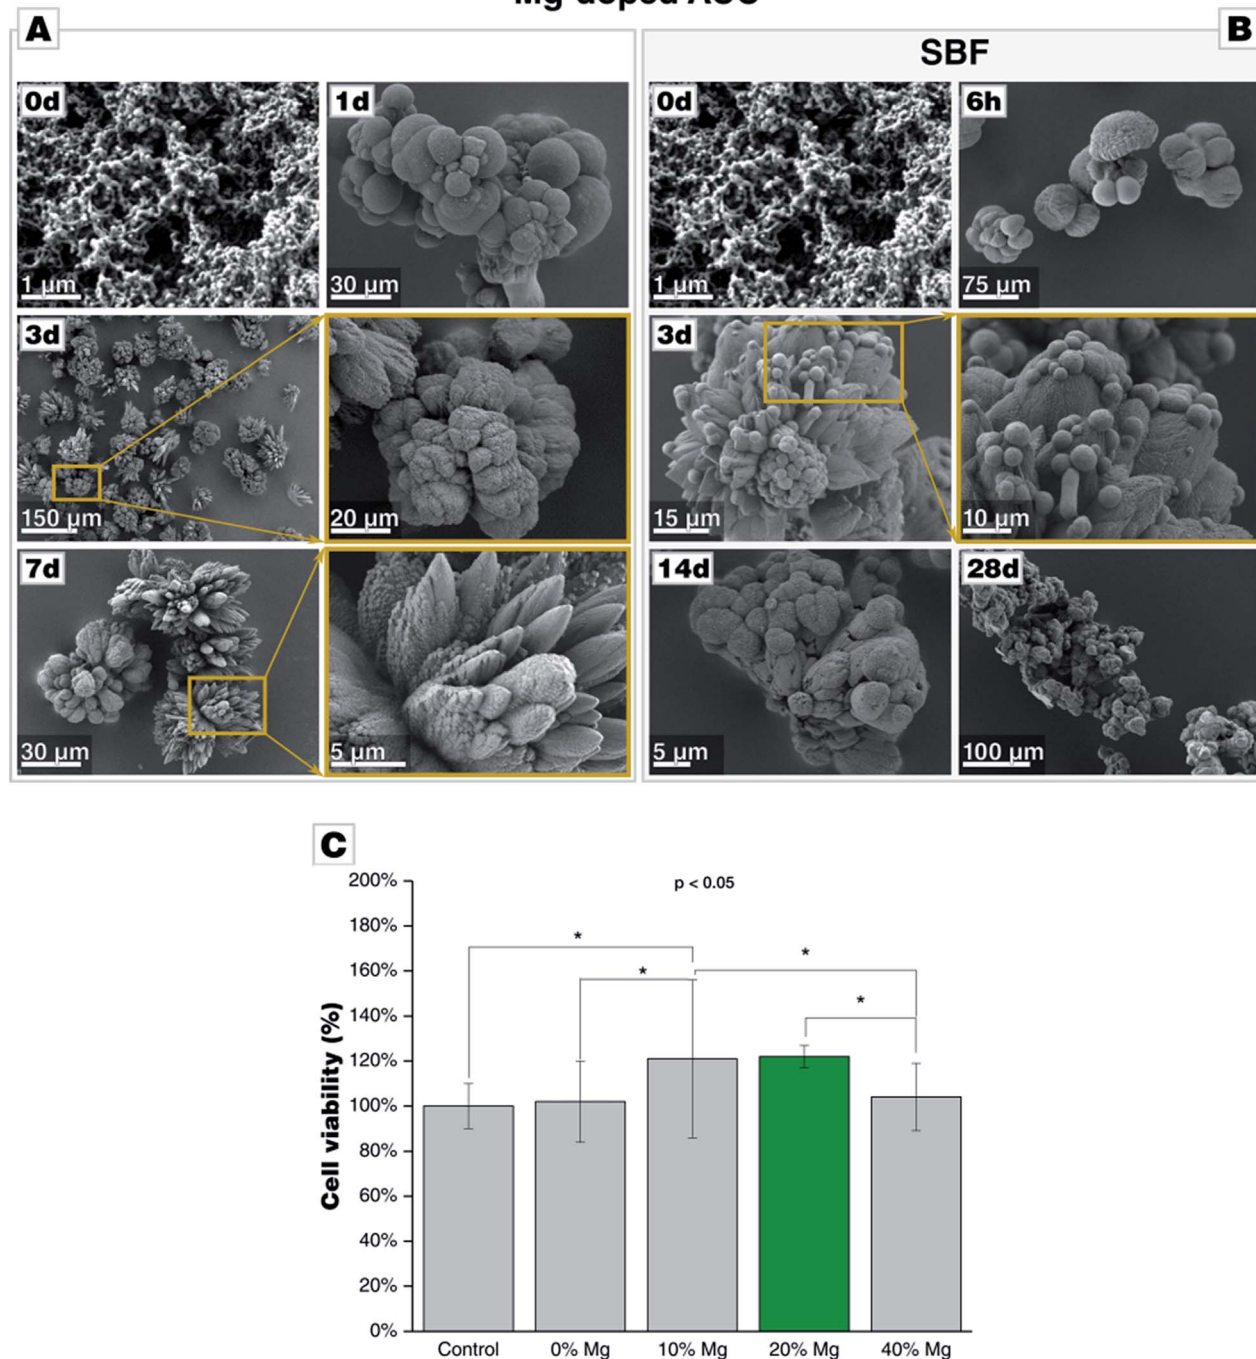 A
B
SBF
0d
1 µm
1d
30 µm
0d
1 µm
6h
75 µm
3d
150 µm
20 µm
3d
15 µm
10 µm
7d
30 µm
5 µm
14d
5 µm
28d
100 µm
C
p < 0.05
Cell viability (%)
200%
180%
160%
140%
120%
100%
80%
60%
40%
20%
0%
*
*
*
*
Control
0% Mg
10% Mg
20% Mg
40% Mg